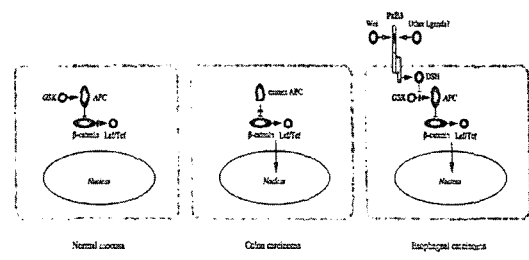 Wnt
Other ligands?
DSH
GSK
APC
mutant APC
GSK
APC
β-catenin Lef/Tcf
β-catenin Lef/Tcf
β-catenin Lef/Tcf
Nucleus
Nucleus
Nucleus
Normal mucosa
Colon carcinoma
Esophageal carcinoma